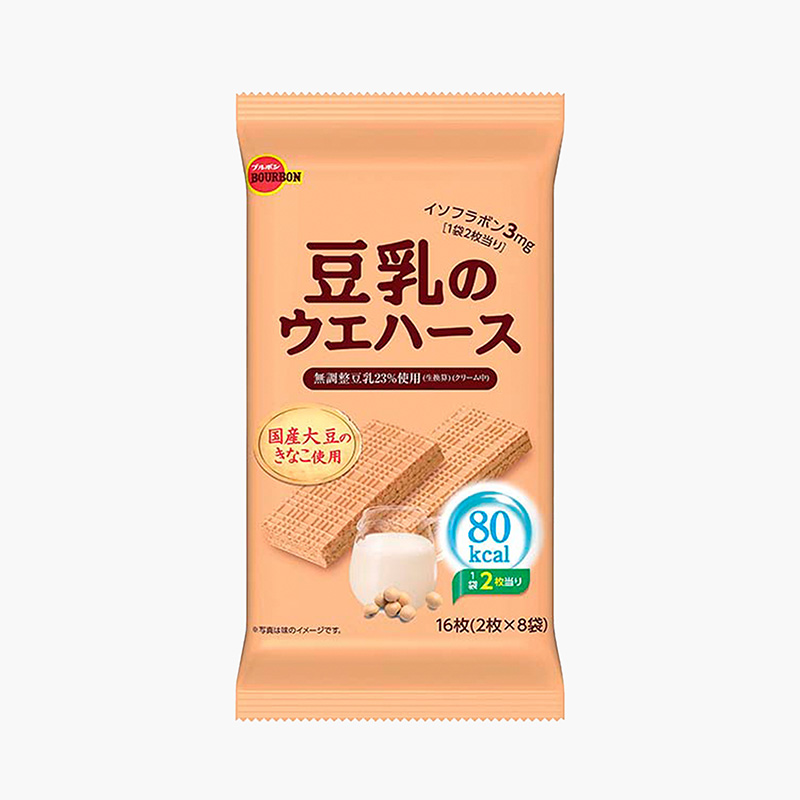 ブルボン
BOURBON
イソフラボン3mg
[1袋2枚当り]
豆乳の
ウエハース
無調整豆乳23%使用(生換算)(クリーム中)
国産大豆の
きなこ使用
80
kcal
1袋2枚当り
※写真は味のイメージです。
16枚(2枚×8袋)